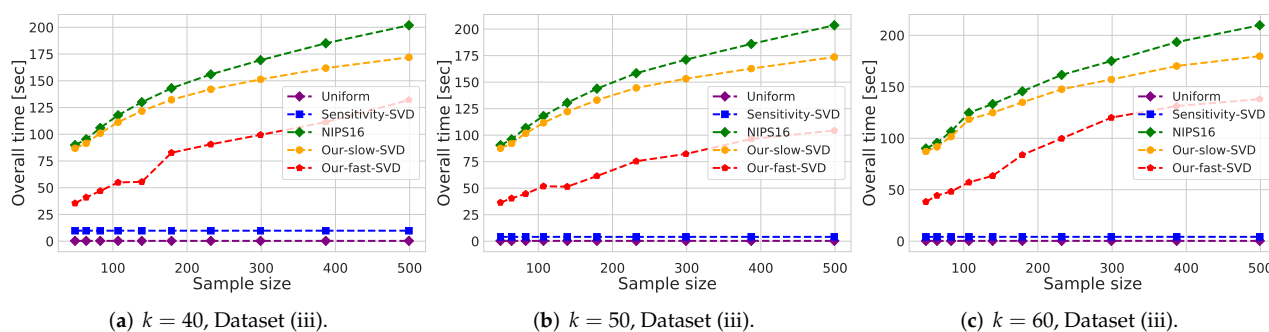 200
175
150
125
100
75
50
25
0
Overall time [sec]
Uniform
Sensitivity-SVD
NIPS16
Our-slow-SVD
Our-fast-SVD
100 200 300 400 500
Sample size
(a) k = 40, Dataset (iii).
200
175
150
125
100
75
50
25
0
Overall time [sec]
Uniform
Sensitivity-SVD
NIPS16
Our-slow-SVD
Our-fast-SVD
100 200 300 400 500
Sample size
(b) k = 50, Dataset (iii).
200
150
100
50
0
Overall time [sec]
Uniform
Sensitivity-SVD
NIPS16
Our-slow-SVD
Our-fast-SVD
100 200 300 400 500
Sample size
(c) k = 60, Dataset (iii).